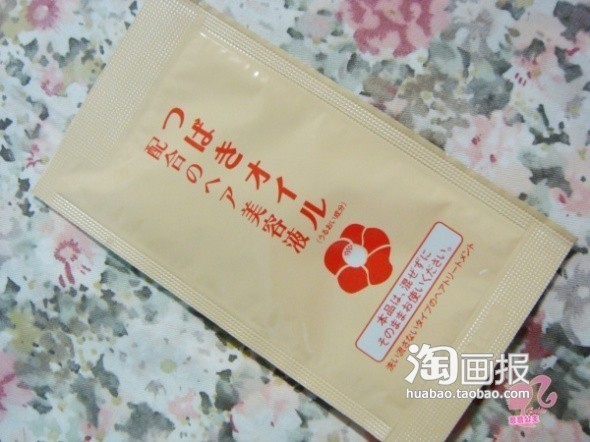 つばきオイル
(うるおい成分)
配合のヘア美容液
本品は、混ぜずに
そのままお使いください。
洗い流さないタイプのヘアトリートメント
淘画报
huabao.taobao.com